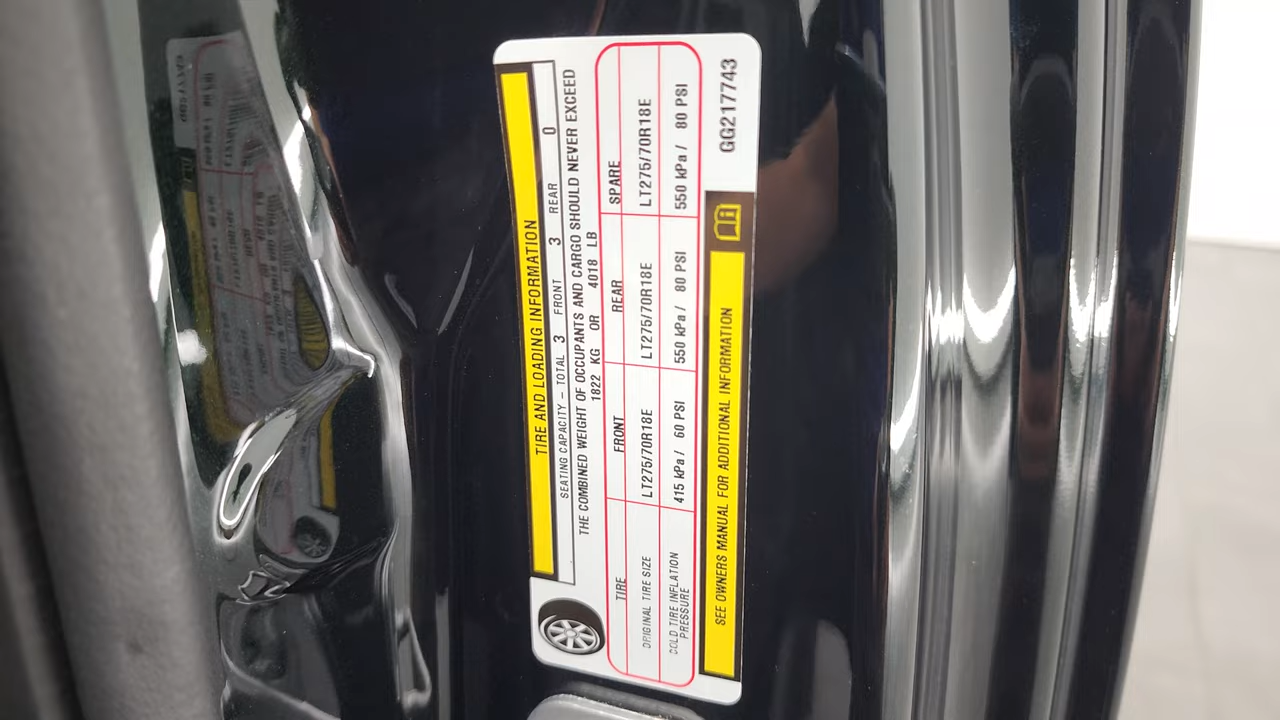 TIRE AND LOADING INFORMATION
SEATING CAPACITY – TOTAL 3 FRONT 3 REAR 0
THE COMBINED WEIGHT OF OCCUPANTS AND CARGO SHOULD NEVER EXCEED
1822 KG OR 4018 LB
TIRE FRONT REAR SPARE
ORIGINAL TIRE SIZE LT275/70R18E LT275/70R18E LT275/70R18E
COLD TIRE INFLATION PRESSURE 415 kPa / 60 PSI 550 kPa / 80 PSI 550 kPa / 80 PSI
SEE OWNERS MANUAL FOR ADDITIONAL INFORMATION
GG217743